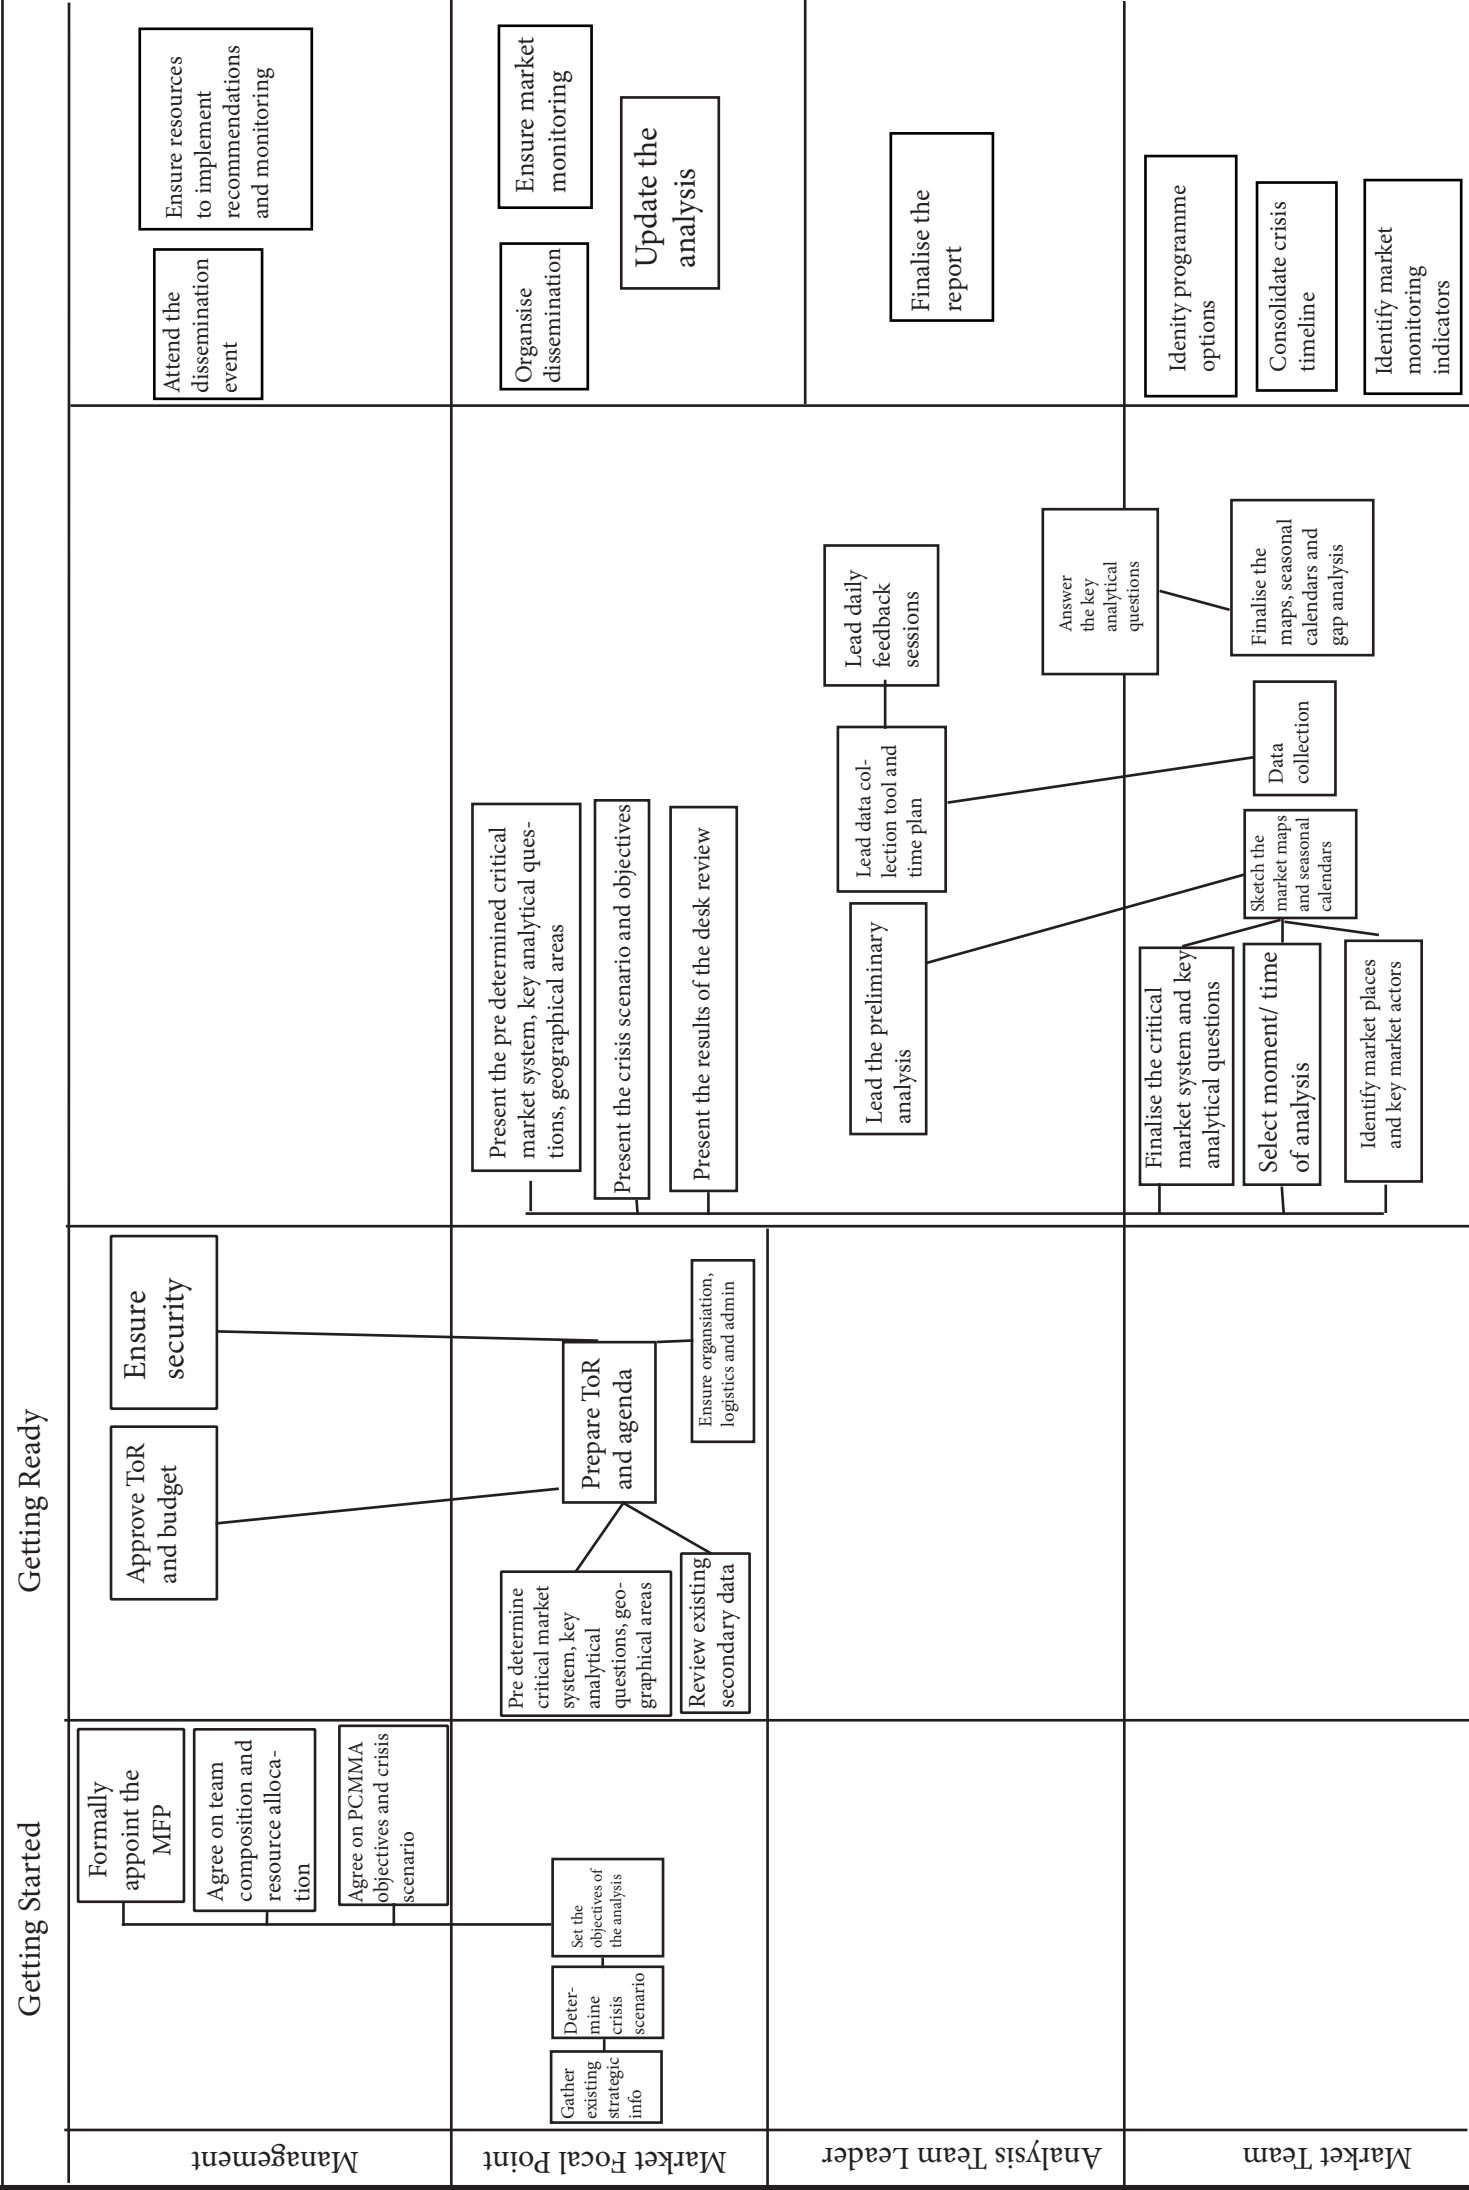 Getting Started
Getting Ready
Management
Formally
appoint the
MFP
Agree on team
composition and
resource alloca-
tion
Agree on PCMMA
objectives and crisis
scenario
Approve ToR
and budget
Ensure
security
Attend the
dissemination
event
Ensure resources
to implement
recommendations
and monitoring
Market Focal Point
Gather
existing
strategic
info
Deter-
mine
crisis
scenario
Set the
objectives of
the analysis
Pre determine
critical market
system, key
analytical
questions, geo-
graphical areas
Review existing
secondary data
Prepare ToR
and agenda
Ensure organsiation,
logistics and admin
Present the pre determined critical
market system, key analytical ques-
tions, geographical areas
Present the crisis scenario and objectives
Present the results of the desk review
Organsise
dissemination
Ensure market
monitoring
Update the
analysis
Analysis Team Leader
Lead the preliminary
analysis
Lead data col-
lection tool and
time plan
Lead daily
feedback
sessions
Answer
the key
analytical
questions
Finalise the
report
Market Team
Finalise the critical
market system and key
analytical questions
Select moment/ time
of analysis
Identify market places
and key market actors
Sketch the
market maps
and seasonal
calendars
Data
collection
Finalise the
maps, seasonal
calendars and
gap analysis
Idenity programme
options
Consolidate crisis
timeline
Identify market
monitoring
indicators